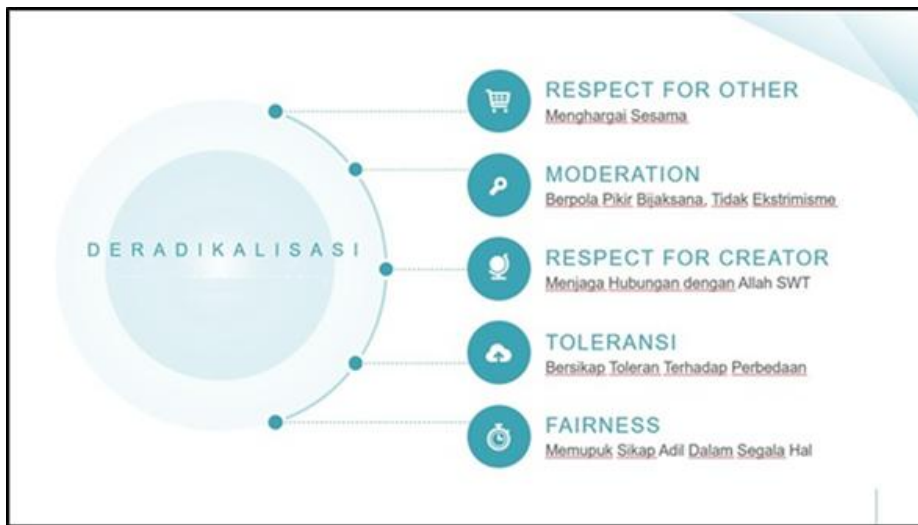 DERADIKALISASI
RESPECT FOR OTHER
Menghargai Sesama
MODERATION
Berpola Pikir Bijaksana, Tidak Ekstrimisme
RESPECT FOR CREATOR
Menjaga Hubungan dengan Allah SWT
TOLERANSI
Bersikap Toleran Terhadap Perbedaan
FAIRNESS
Memupuk Sikap Adil Dalam Segala Hal